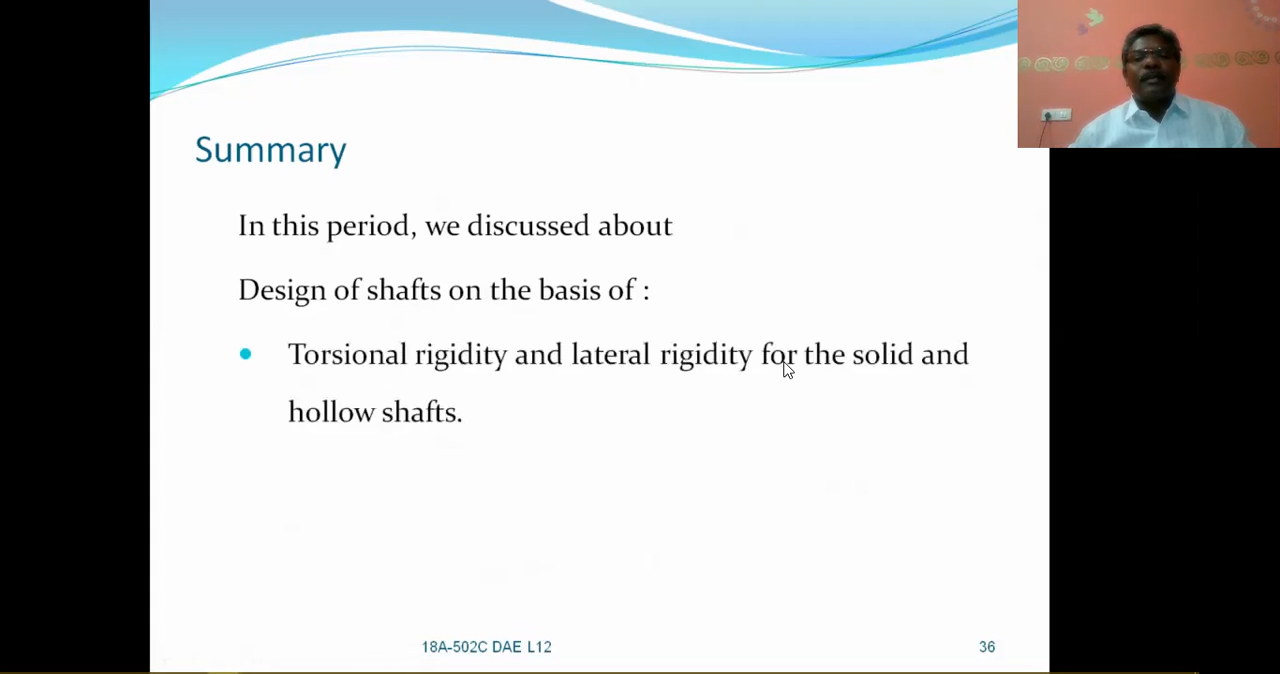 Summary
In this period, we discussed about
Design of shafts on the basis of :
Torsional rigidity and lateral rigidity for the solid and
hollow shafts.
18A-502C DAE L12
36